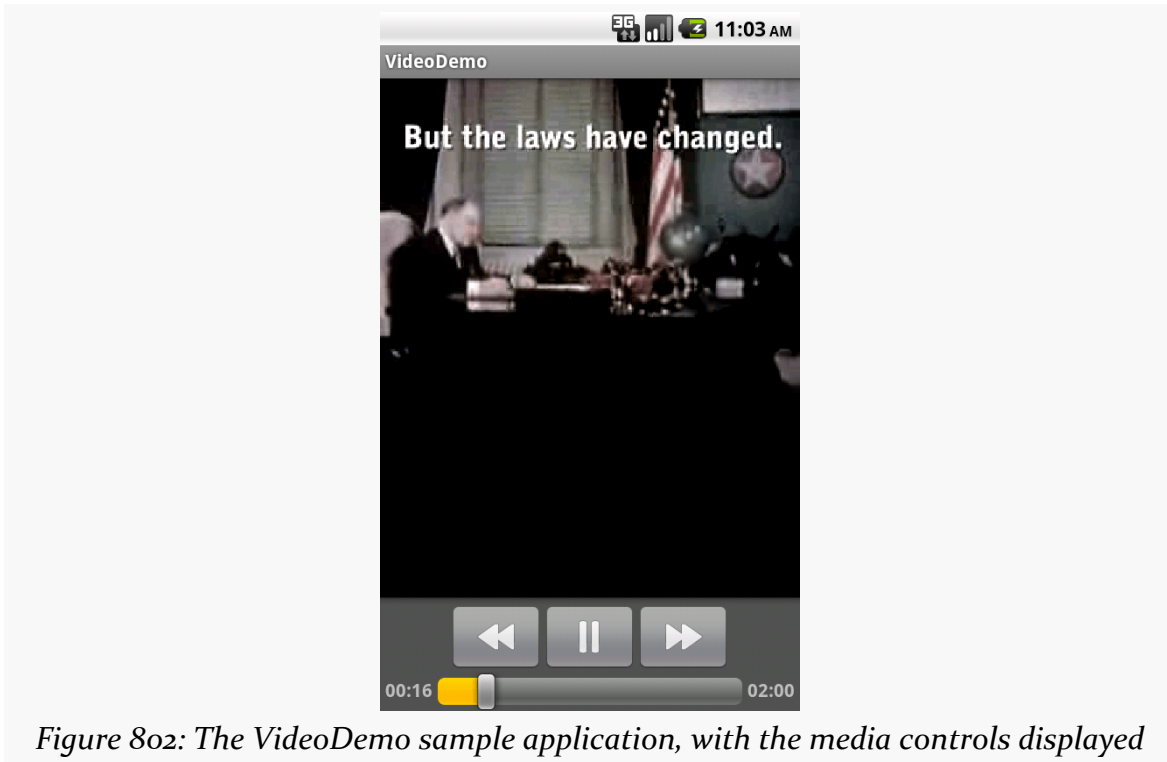 3G 11:03 AM
VideoDemo
But the laws have changed.
00:16 02:00
Figure 802: The VideoDemo sample application, with the media controls displayed